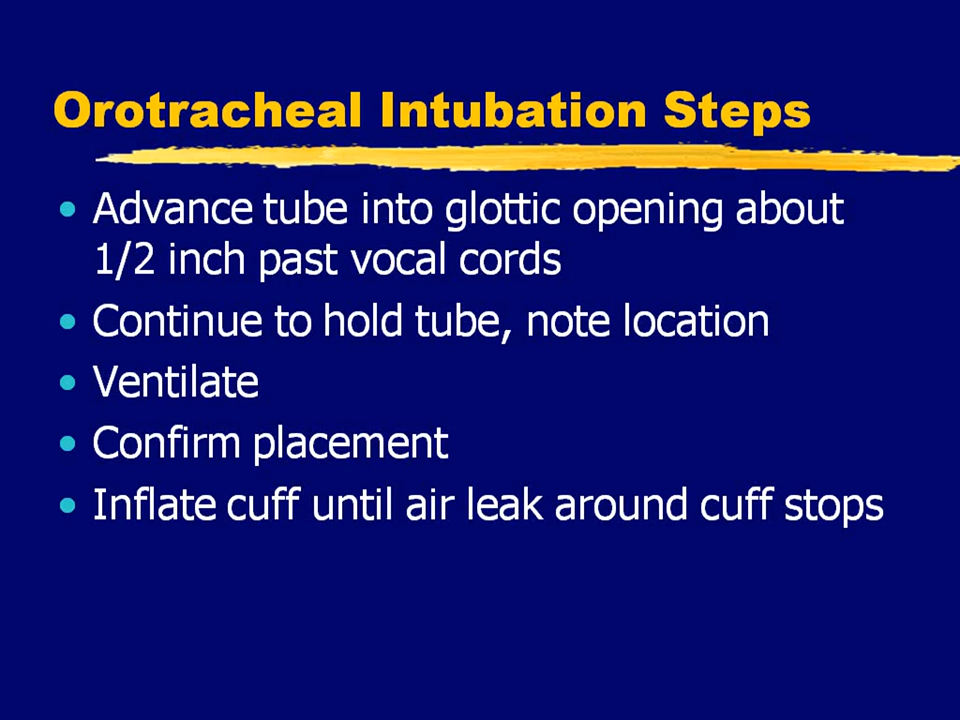 Orotracheal Intubation Steps
• Advance tube into glottic opening about
1/2 inch past vocal cords
• Continue to hold tube, note location
• Ventilate
• Confirm placement
• Inflate cuff until air leak around cuff stops